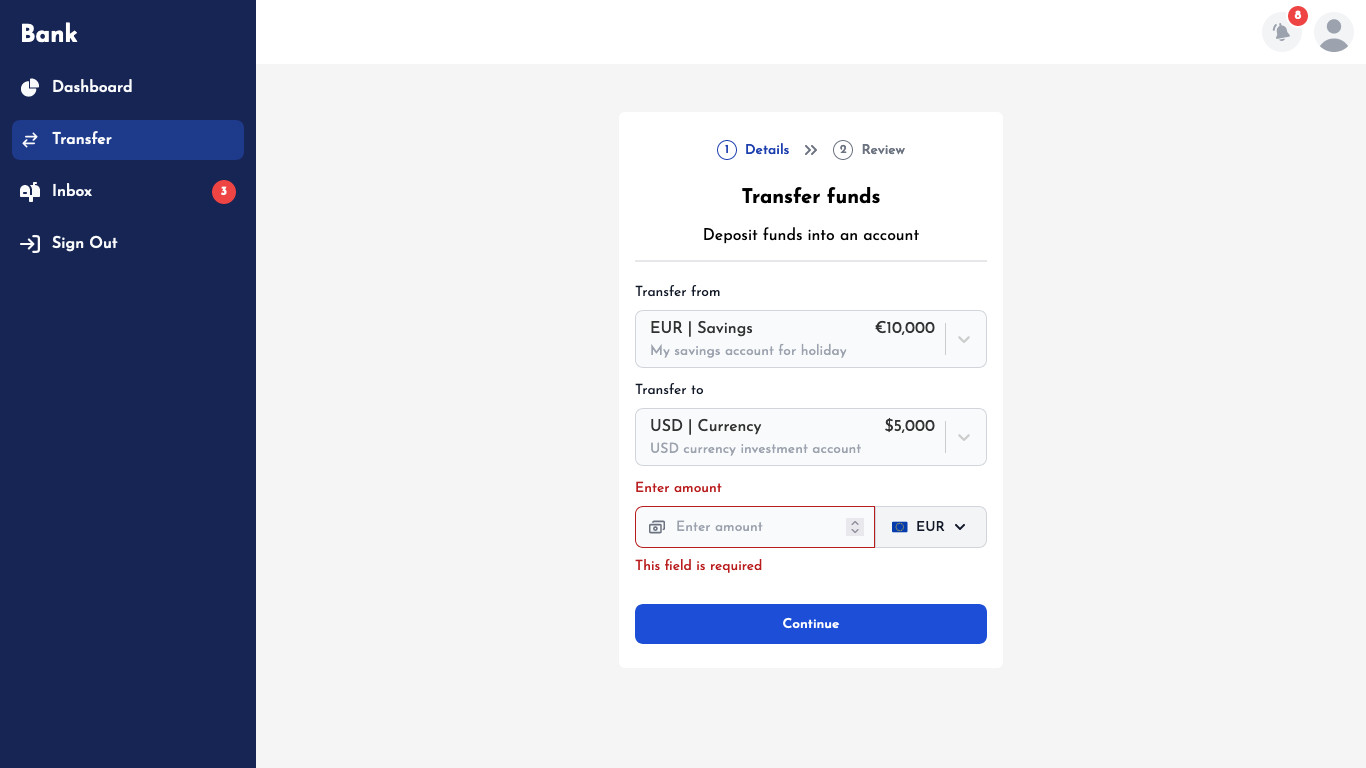 Bank
8
Dashboard
Transfer
Inbox 3
Sign Out
1 Details 2 Review
Transfer funds
Deposit funds into an account
Transfer from
EUR | Savings €10,000
My savings account for holiday
Transfer to
USD | Currency $5,000
USD currency investment account
Enter amount
Enter amount EUR
This field is required
Continue